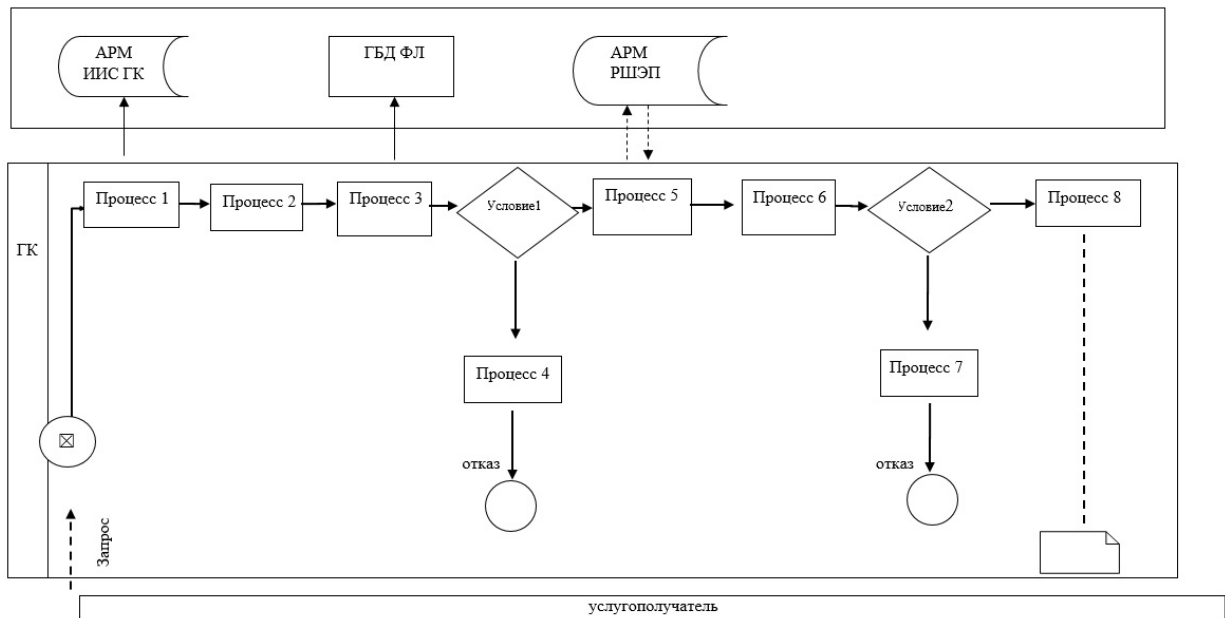 АРМ
ИИС ГК
ГБД ФЛ
АРМ
РШЭП
Процесс 1
Процесс 2
Процесс 3
Условие1
Процесс 5
Процесс 6
Условие2
Процесс 8
ГК
Процесс 4
Процесс 7
отказ
отказ
Запрос
услугополучатель